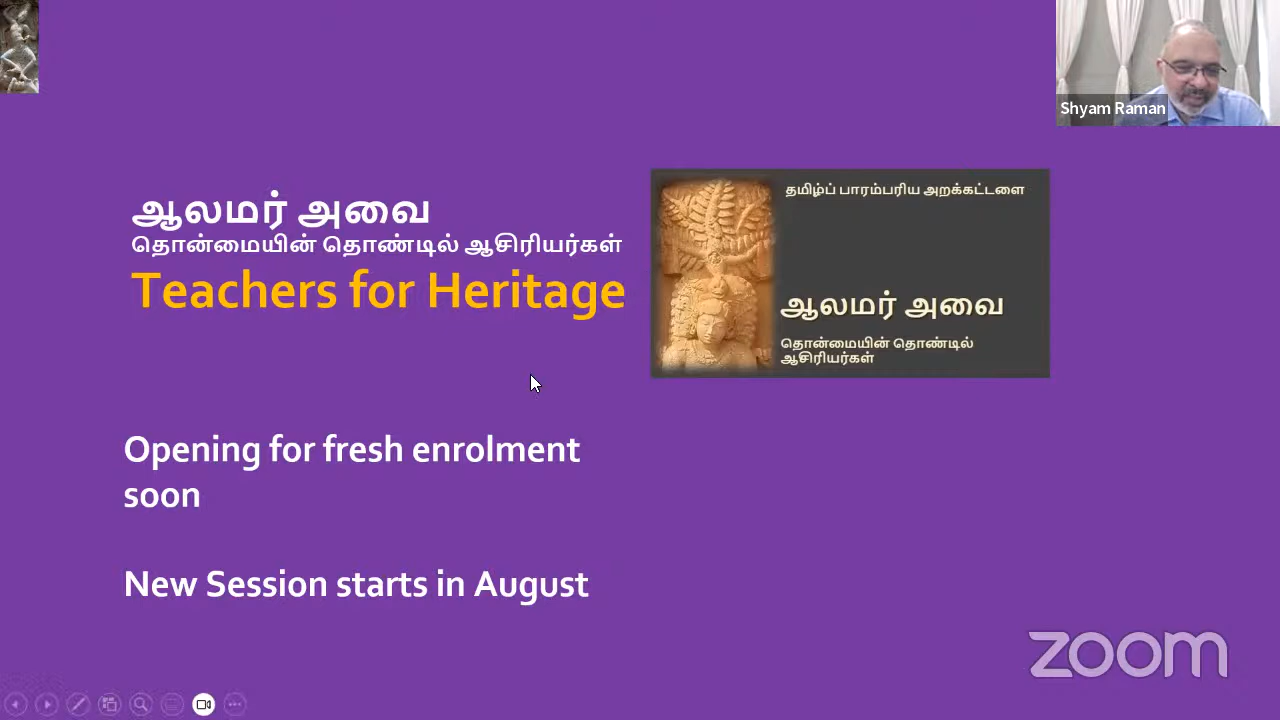 Shyam Raman
ஆலமர் அவை
தொன்மையின் தொண்டில் ஆசிரியர்கள்
Teachers for Heritage
தமிழ்ப் பாரம்பரிய அறக்கட்டளை
ஆலமர் அவை
தொன்மையின் தொண்டில்
ஆசிரியர்கள்
Opening for fresh enrolment
soon
New Session starts in August
zoom